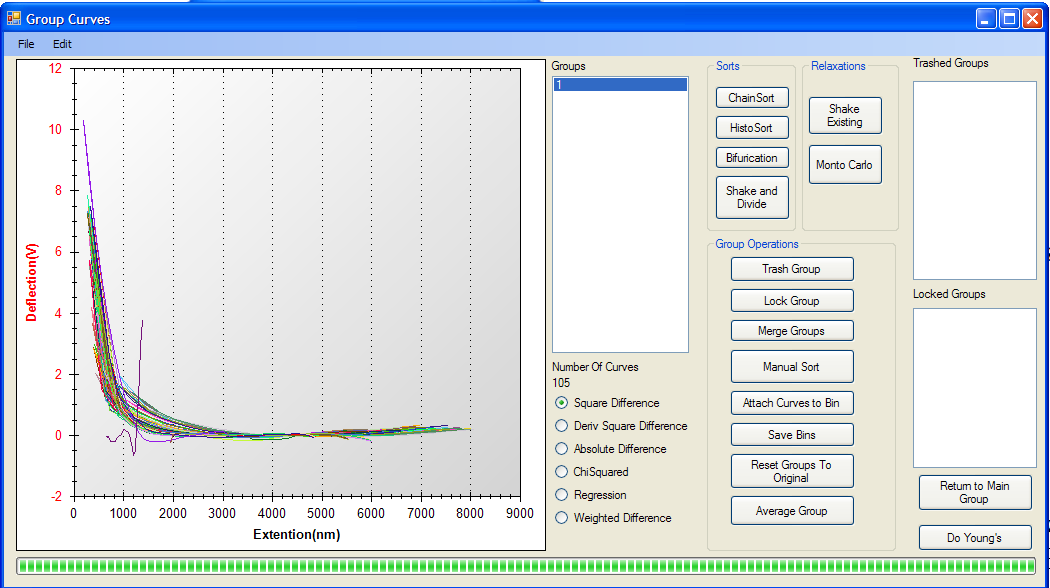 Group Curves
File Edit
12
10
8
6
4
2
0
-2
Deflection(V)
0 1000 2000 3000 4000 5000 6000 7000 8000 9000
Extention(nm)
Groups
1
Number Of Curves
105
Square Difference
Deriv Square Difference
Absolute Difference
ChiSquared
Regression
Weighted Difference
Sorts
ChainSort
HistoSort
Bifurcation
Shake and
Divide
Relaxations
Shake
Existing
Monto Carlo
Group Operations
Trash Group
Lock Group
Merge Groups
Manual Sort
Attach Curves to Bin
Save Bins
Reset Groups To
Original
Average Group
Trashed Groups
Locked Groups
Return to Main
Group
Do Young's